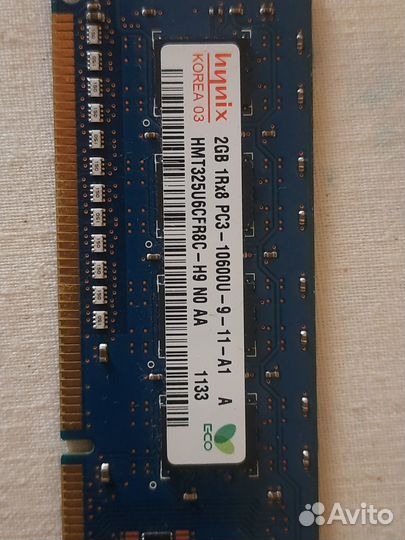 hynix
KOREA 03
2GB 1Rx8 PC3-10600U-9-11-A1 A
HMT325U6CFR8C-H9 N0 AA 1133
ECO
Avito